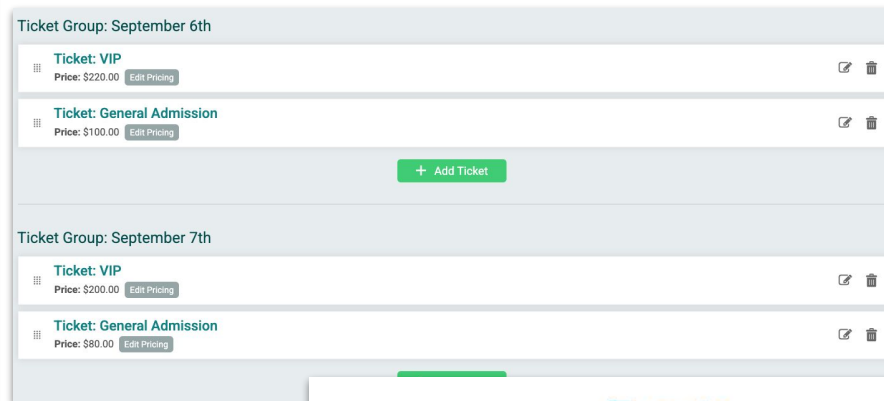 Ticket Group: September 6th
Ticket: VIP
Price: $220.00 Edit Pricing
Ticket: General Admission
Price: $100.00 Edit Pricing
+ Add Ticket
Ticket Group: September 7th
Ticket: VIP
Price: $200.00 Edit Pricing
Ticket: General Admission
Price: $80.00 Edit Pricing